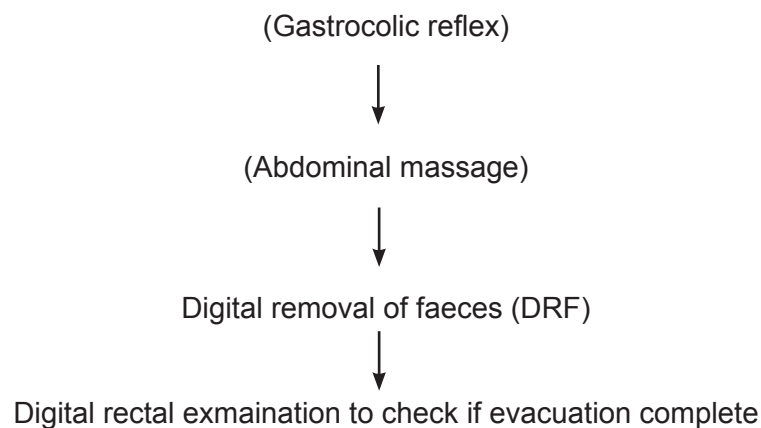 (Gastrocolic reflex)
(Abdominal massage)
Digital removal of faeces (DRF)
Digital rectal exmaination to check if evacuation complete